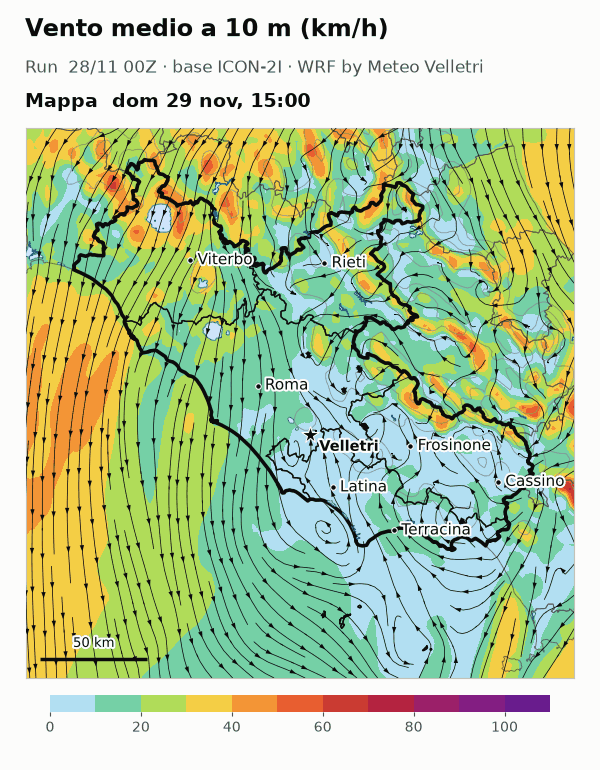 Vento medio a 10 m (km/h)
Run  28/11 00Z · base ICON-2I · WRF by Meteo Velletri
Mappa  dom 29 nov, 15:00
Viterbo
Rieti
Roma
Velletri
Frosinone
Latina
Cassino
Terracina
50 km
0 20 40 60 80 100